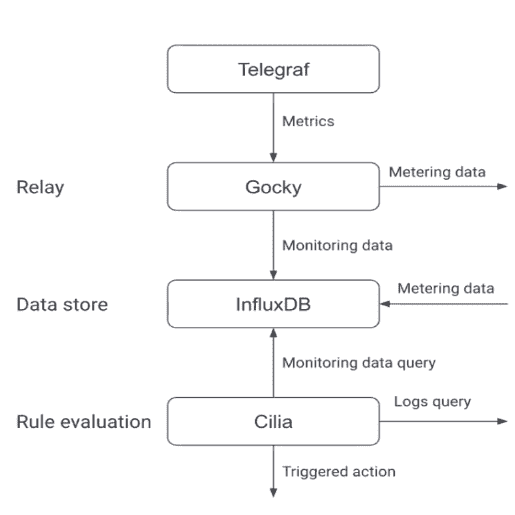 Telegraf
Metrics
Metering data
Relay
Gocky
Monitoring data
Metering data
Data store
InfluxDB
Monitoring data query
Logs query
Rule evaluation
Cilia
Triggered action